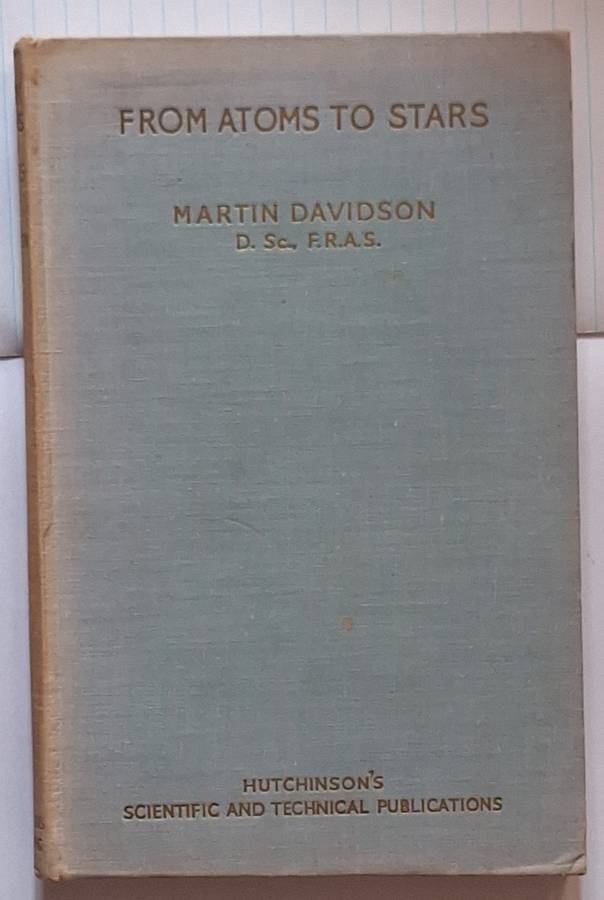 FROM ATOMS TO STARS
MARTIN DAVIDSON
D. Sc., F.R.A.S.
HUTCHINSON'S
SCIENTIFIC AND TECHNICAL PUBLICATIONS